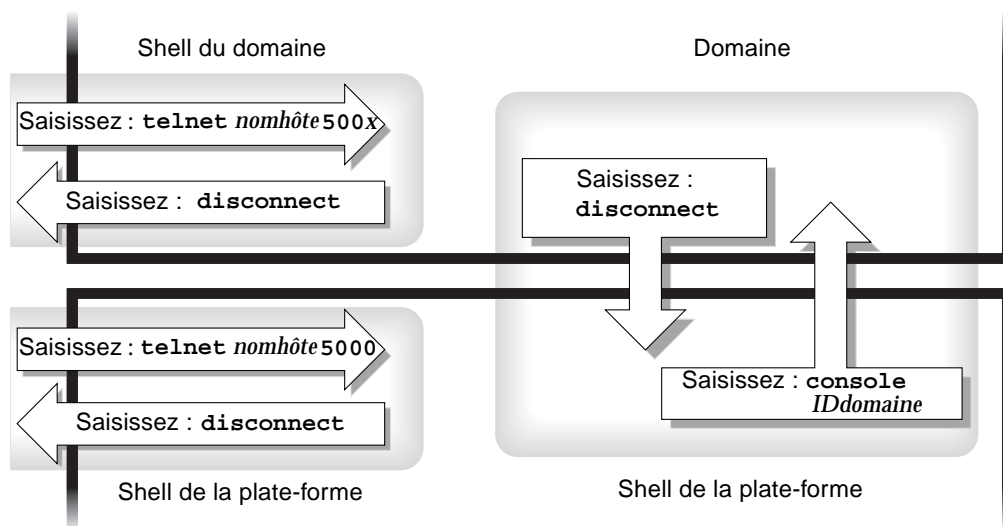 Shell du domaine
Domaine
Saisissez : telnet nomhôte 500x
Saisissez : disconnect
Saisissez :
disconnect
Saisissez : telnet nomhôte 5000
Saisissez : disconnect
Saisissez : console
IDdomaine
Shell de la plate-forme
Shell de la plate-forme